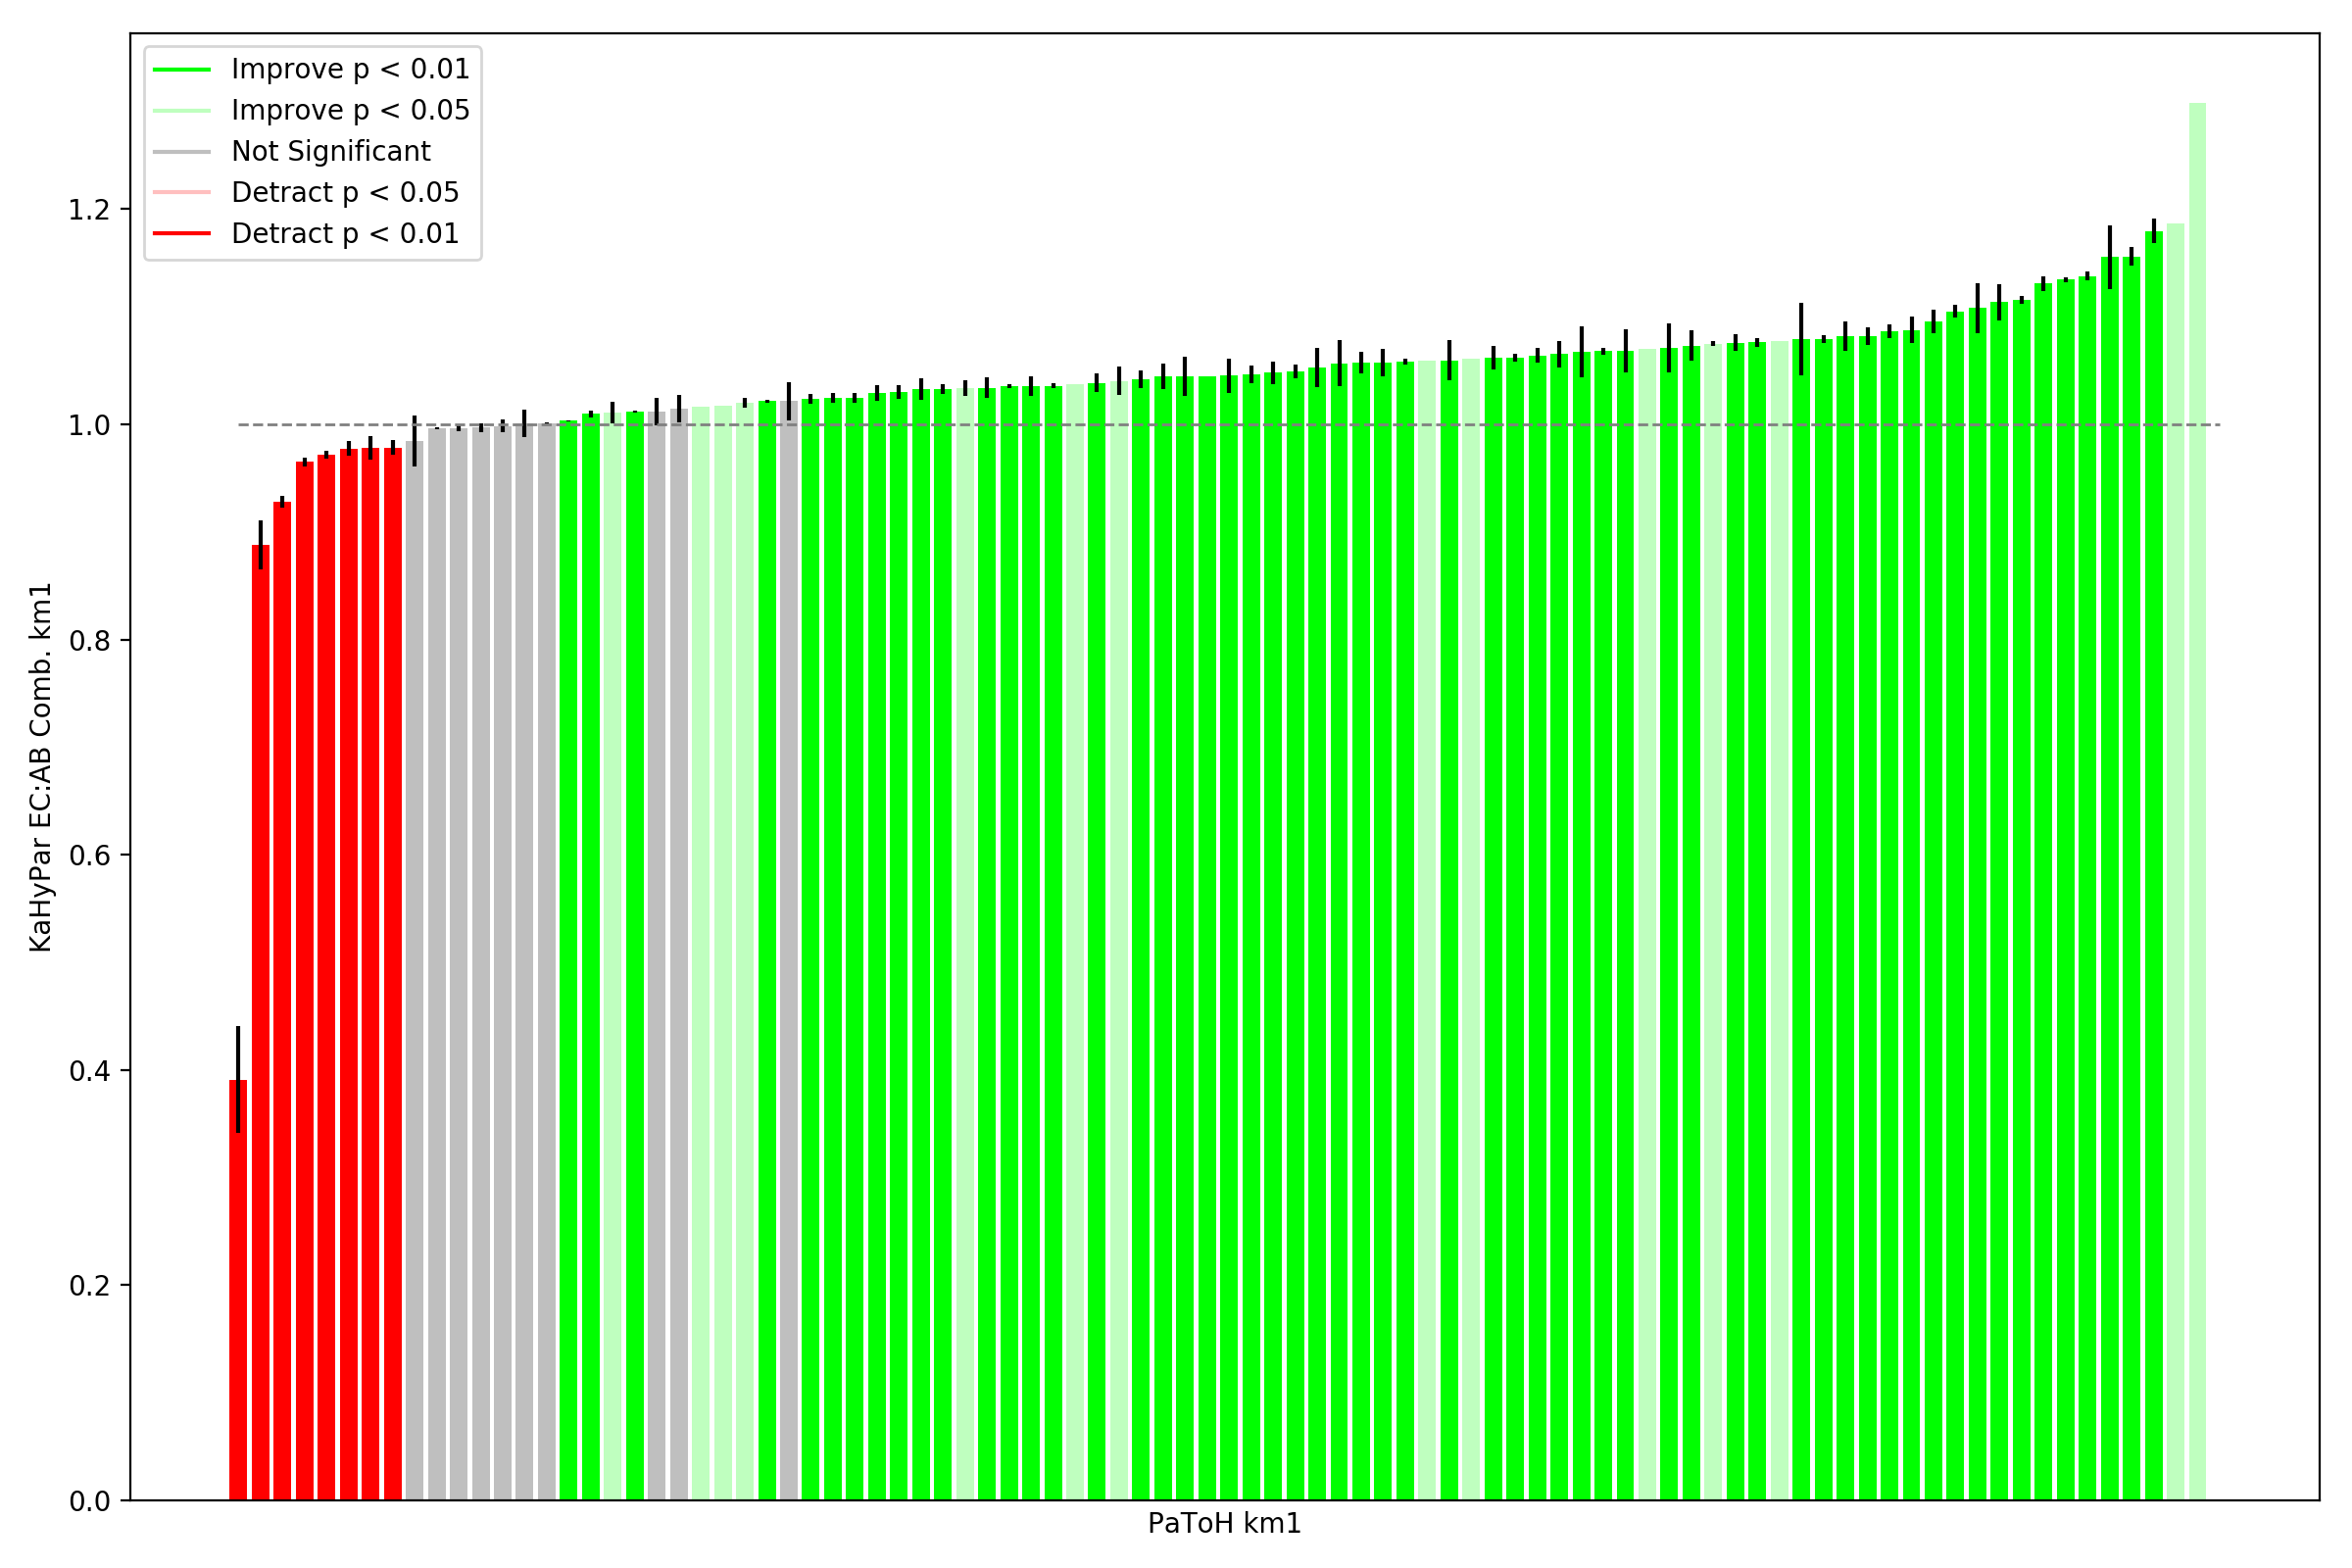 Improve p < 0.01
Improve p < 0.05
Not Significant
Detract p < 0.05
Detract p < 0.01
1.2
1.0
0.8
0.6
0.4
0.2
0.0
KaHyPar EC:AB Comb. km1
PaToH km1